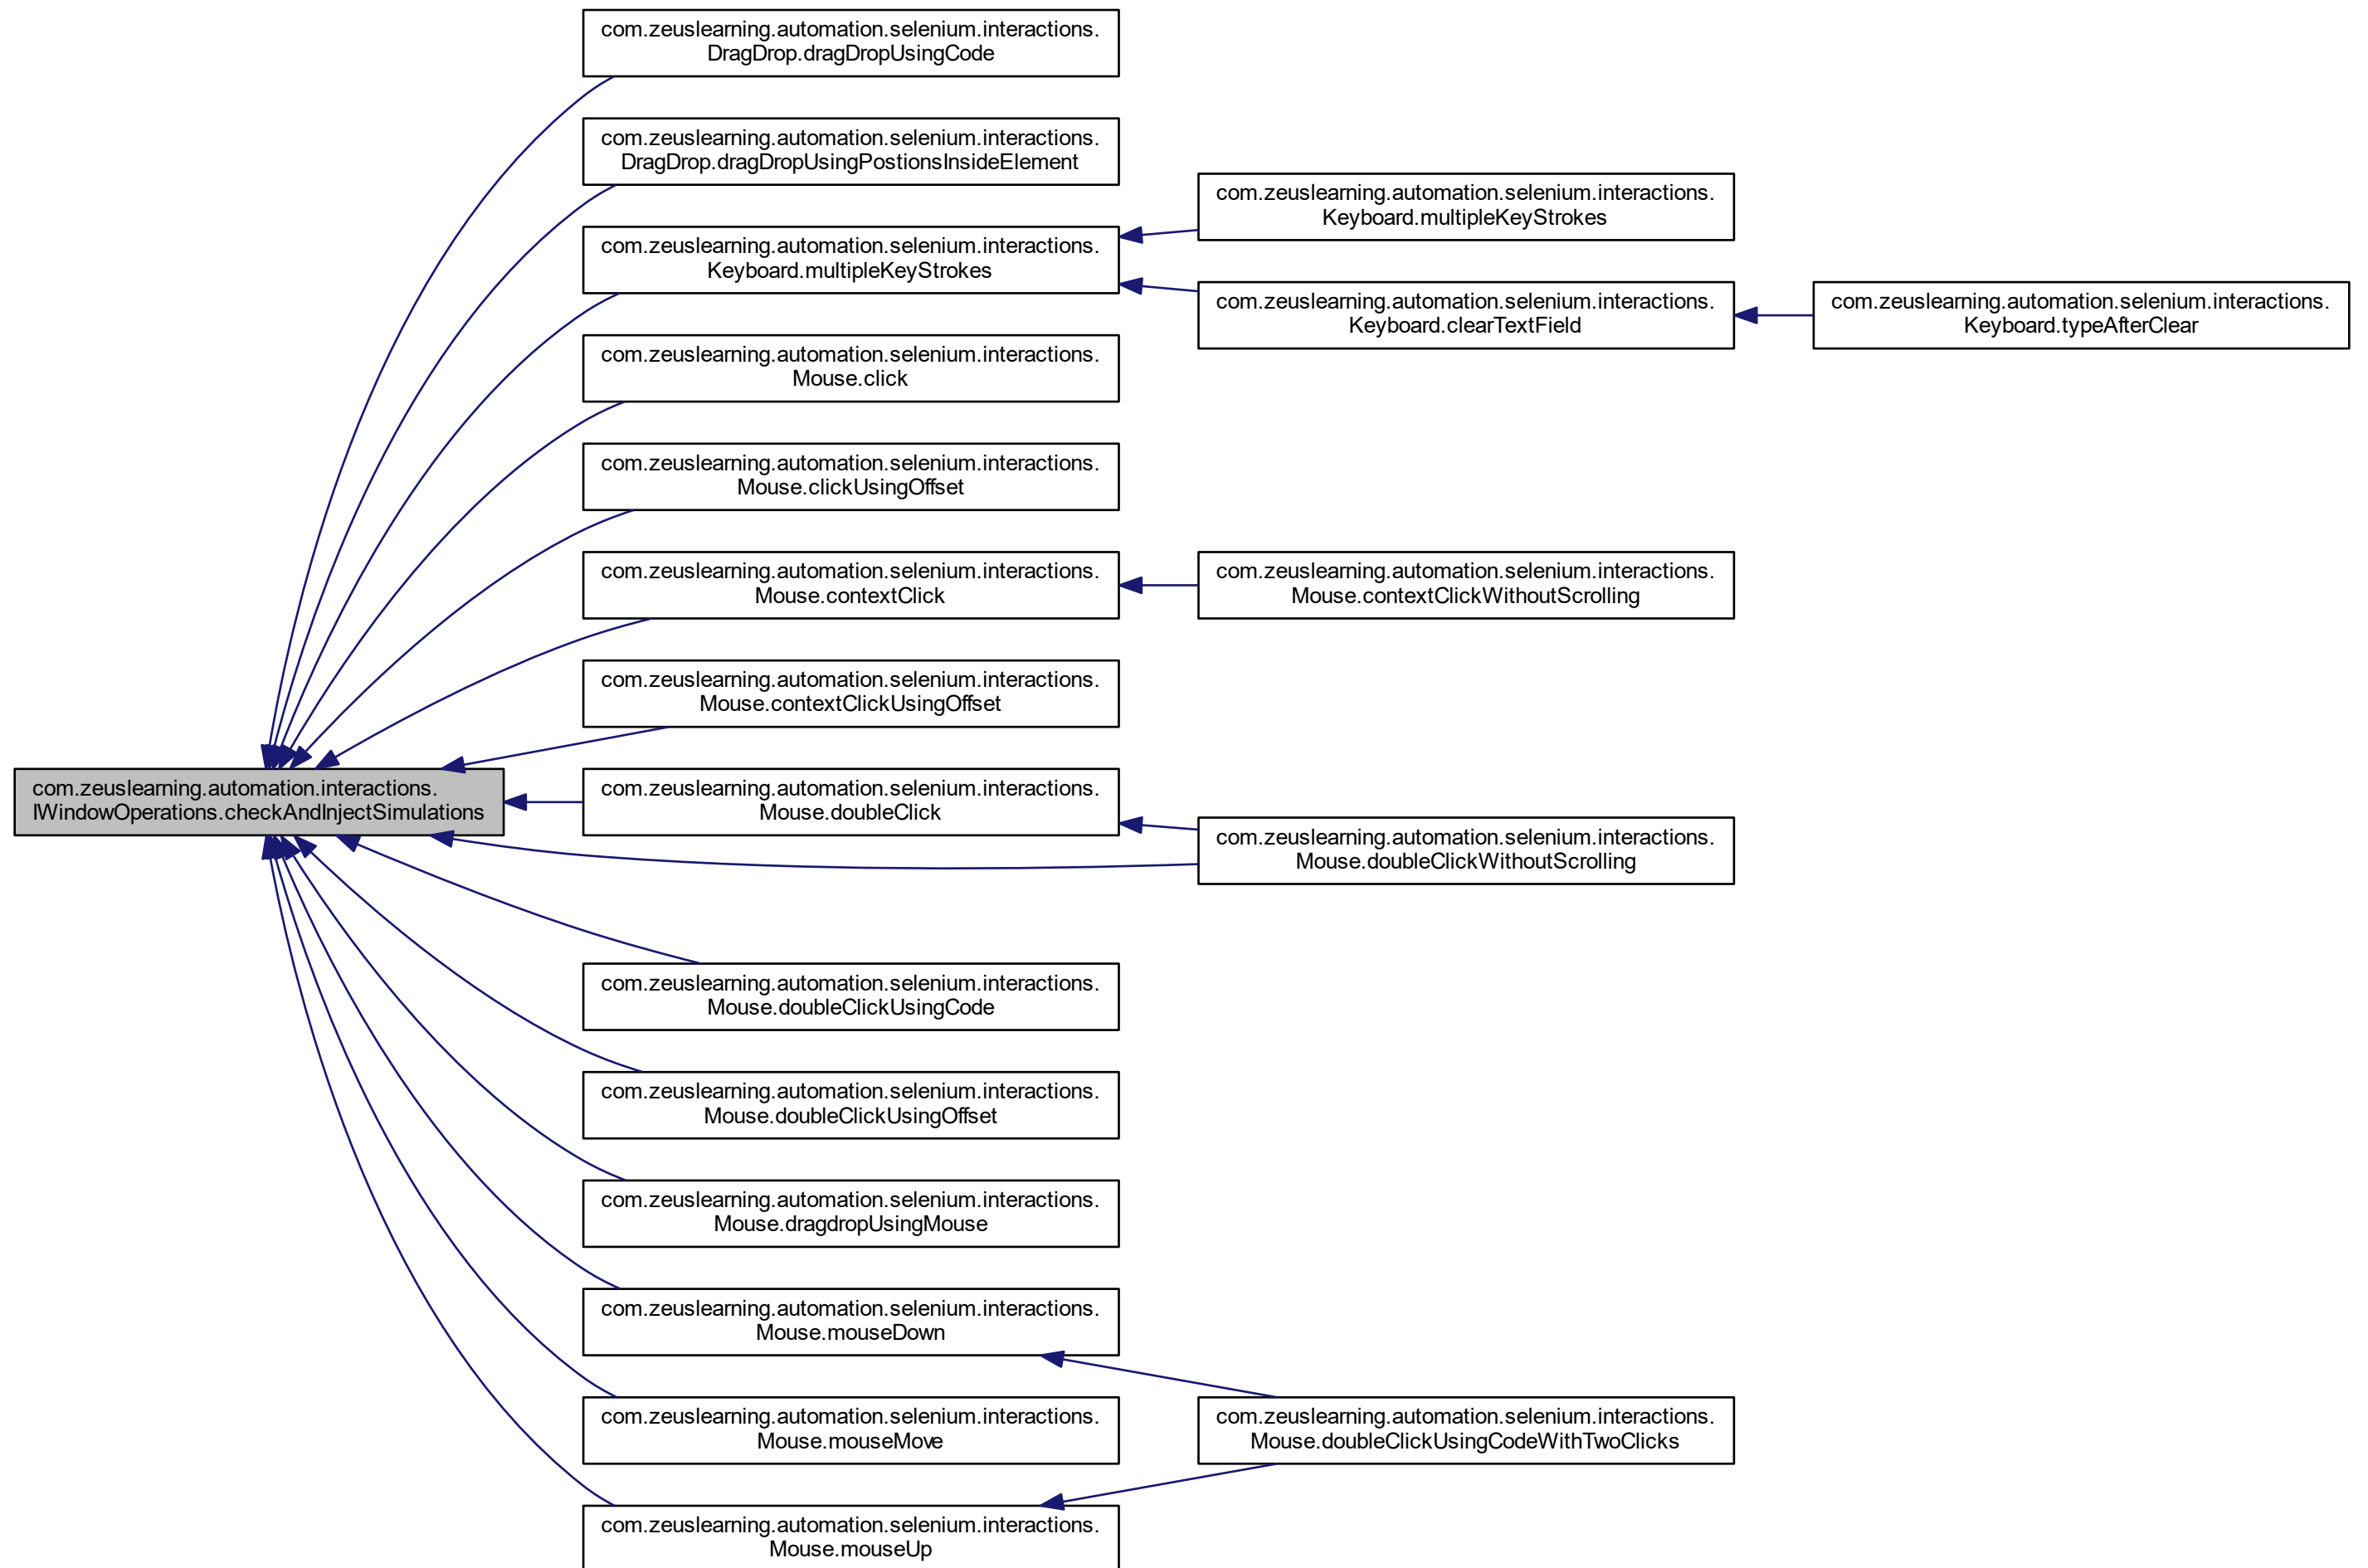 com.zeuslearning.automation.selenium.interactions.
DragDrop.dragDropUsingCode
com.zeuslearning.automation.selenium.interactions.
DragDrop.dragDropUsingPostionsInsideElement
com.zeuslearning.automation.selenium.interactions.
Keyboard.multipleKeyStrokes
com.zeuslearning.automation.selenium.interactions.
Keyboard.multipleKeyStrokes
com.zeuslearning.automation.selenium.interactions.
Keyboard.clearTextField
com.zeuslearning.automation.selenium.interactions.
Keyboard.typeAfterClear
com.zeuslearning.automation.selenium.interactions.
Mouse.click
com.zeuslearning.automation.selenium.interactions.
Mouse.clickUsingOffset
com.zeuslearning.automation.selenium.interactions.
Mouse.contextClick
com.zeuslearning.automation.selenium.interactions.
Mouse.contextClickWithoutScrolling
com.zeuslearning.automation.selenium.interactions.
Mouse.contextClickUsingOffset
com.zeuslearning.automation.interactions.
IWindowOperations.checkAndInjectSimulations
com.zeuslearning.automation.selenium.interactions.
Mouse.doubleClick
com.zeuslearning.automation.selenium.interactions.
Mouse.doubleClickWithoutScrolling
com.zeuslearning.automation.selenium.interactions.
Mouse.doubleClickUsingCode
com.zeuslearning.automation.selenium.interactions.
Mouse.doubleClickUsingOffset
com.zeuslearning.automation.selenium.interactions.
Mouse.dragdropUsingMouse
com.zeuslearning.automation.selenium.interactions.
Mouse.mouseDown
com.zeuslearning.automation.selenium.interactions.
Mouse.mouseMove
com.zeuslearning.automation.selenium.interactions.
Mouse.doubleClickUsingCodeWithTwoClicks
com.zeuslearning.automation.selenium.interactions.
Mouse.mouseUp